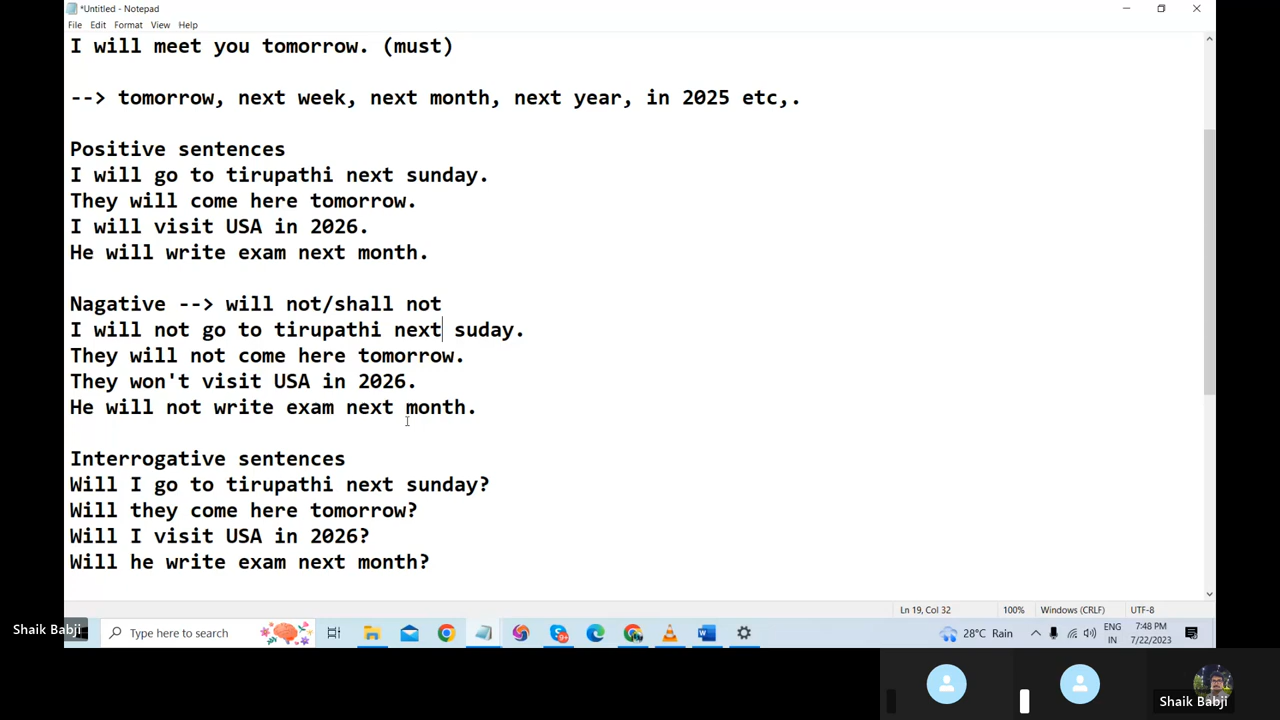 *Untitled - Notepad
File Edit Format View Help
I will meet you tomorrow. (must)
--> tomorrow, next week, next month, next year, in 2025 etc,.
Positive sentences
I will go to tirupathi next sunday.
They will come here tomorrow.
I will visit USA in 2026.
He will write exam next month.
Nagative --> will not/shall not
I will not go to tirupathi next suday.
They will not come here tomorrow.
They won't visit USA in 2026.
He will not write exam next month.
Interrogative sentences
Will I go to tirupathi next sunday?
Will they come here tomorrow?
Will I visit USA in 2026?
Will he write exam next month?
Ln 19, Col 32 100% Windows (CRLF) UTF-8
Shaik Babji
Type here to search
28°C Rain
ENG
IN
7:48 PM
7/22/2023
Shaik Babji